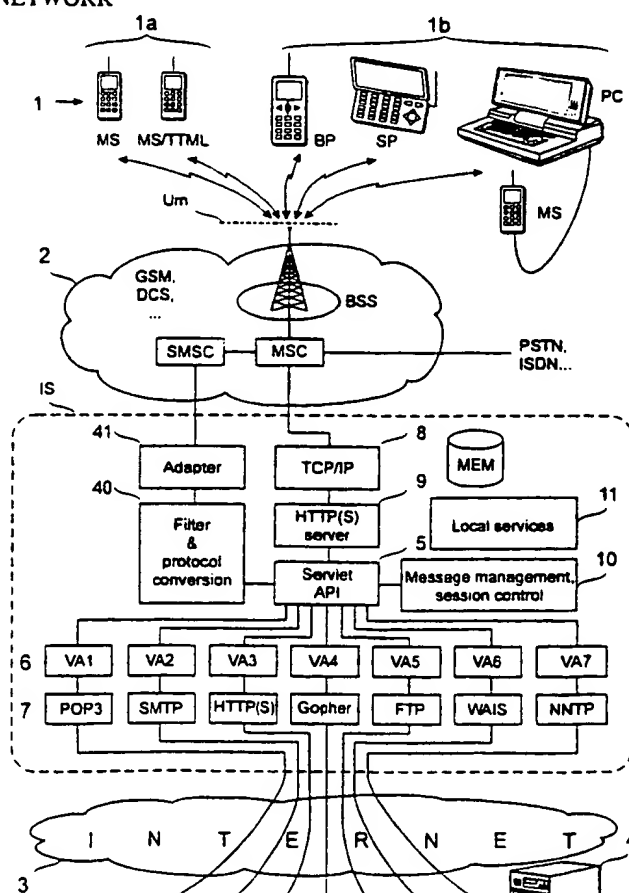 NETWORK
1a 1b
1
MS MS/TTML BP SP PC
MS
Um
2
GSM,
DCS,
...
BSS
SMSC MSC
PSTN,
ISDN...
IS
41 8
Adapter TCP/IP MEM
40 9 11
Filter
&
protocol
conversion
HTTP(S)
server
Local services
5 10
Servlet
API
Message management,
session control
6 VA1 VA2 VA3 VA4 VA5 VA6 VA7
7 POP3 SMTP HTTP(S) Gopher FTP WAIS NNTP
I N T E R N E T
3